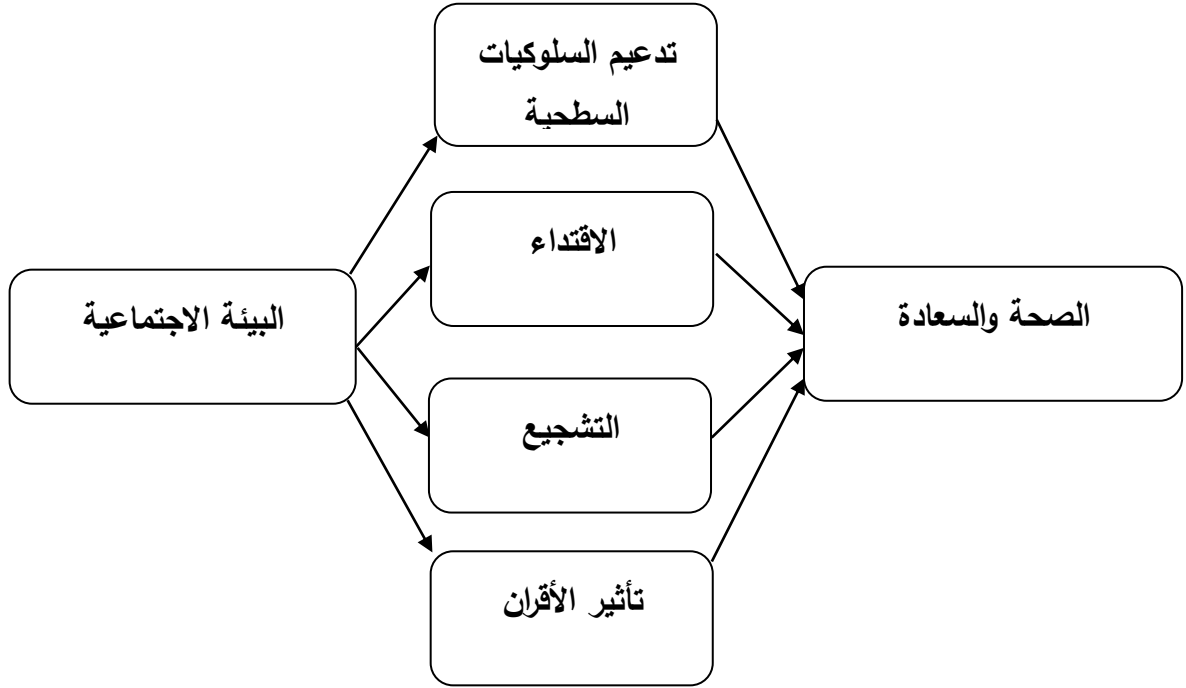 تدعيم السلوكيات
السطحية
الاقتداء
البيئة الاجتماعية
الصحة والسعادة
التشجيع
تأثير الأقران